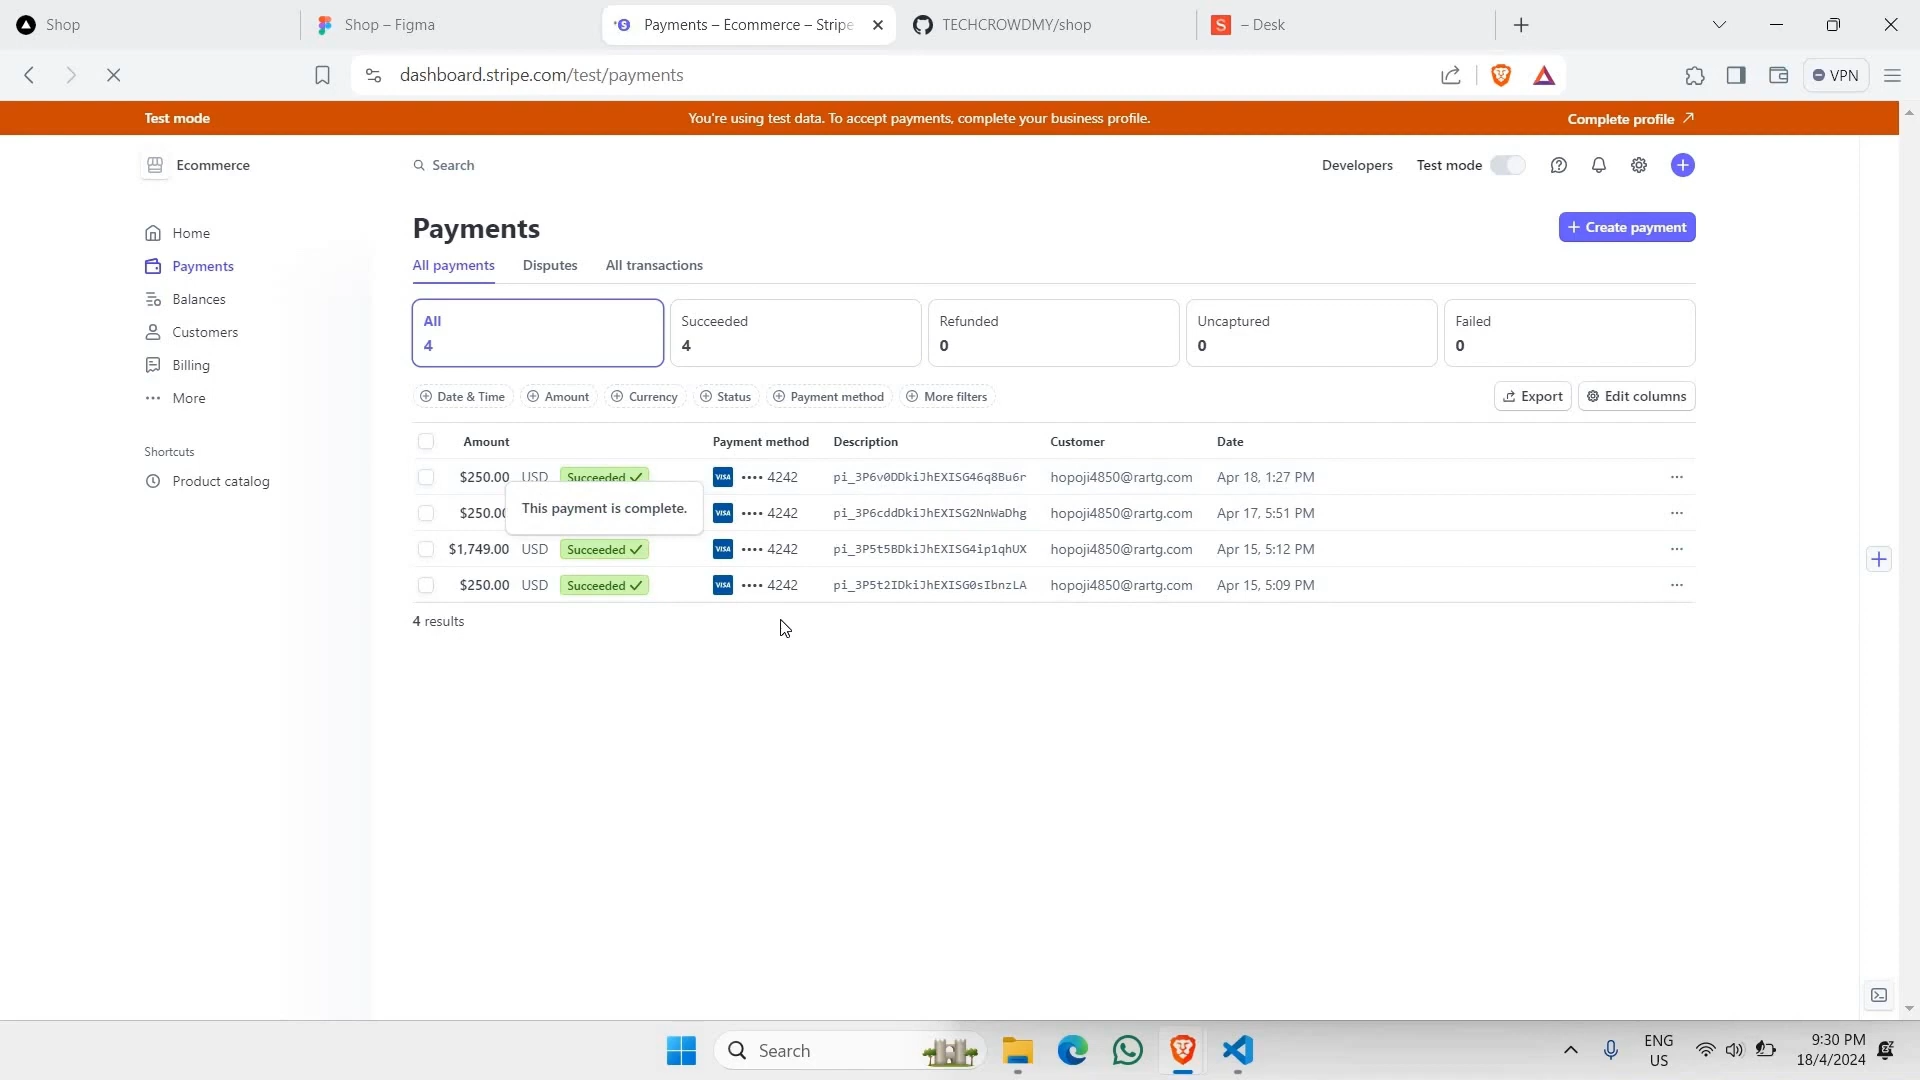 Shop
Shop – Figma
Payments – Ecommerce – Stripe
TECHCROWDMY/shop
S – Desk
dashboard.stripe.com/test/payments
VPN
Test mode
You're using test data. To accept payments, complete your business profile.
Complete profile
Ecommerce
Search
Developers
Test mode
Home
Payments
Balances
Customers
Billing
More
Shortcuts
Product catalog
Payments
Create payment
All payments
Disputes
All transactions
All
4
Succeeded
4
Refunded
0
Uncaptured
0
Failed
0
Date & Time
Amount
Currency
Status
Payment method
More filters
Export
Edit columns
Amount Payment method Description Customer Date
$250.00 USD Succeeded ✓ VISA •••• 4242 pi_3P6v0DDkiJhEXISG46q8Bu6r hopoji4850@rartg.com Apr 18, 1:27 PM
This payment is complete.
$250.00 VISA •••• 4242 pi_3P6cddDkiJhEXISG2NnWaDhg hopoji4850@rartg.com Apr 17, 5:51 PM
$1,749.00 USD Succeeded ✓ VISA •••• 4242 pi_3P5t5BDkiJhEXISG4ip1qhUX hopoji4850@rartg.com Apr 15, 5:12 PM
$250.00 USD Succeeded ✓ VISA •••• 4242 pi_3P5t2IDkiJhEXISG0sIbnzLA hopoji4850@rartg.com Apr 15, 5:09 PM
4 results
Search
ENG
US
9:30 PM
18/4/2024